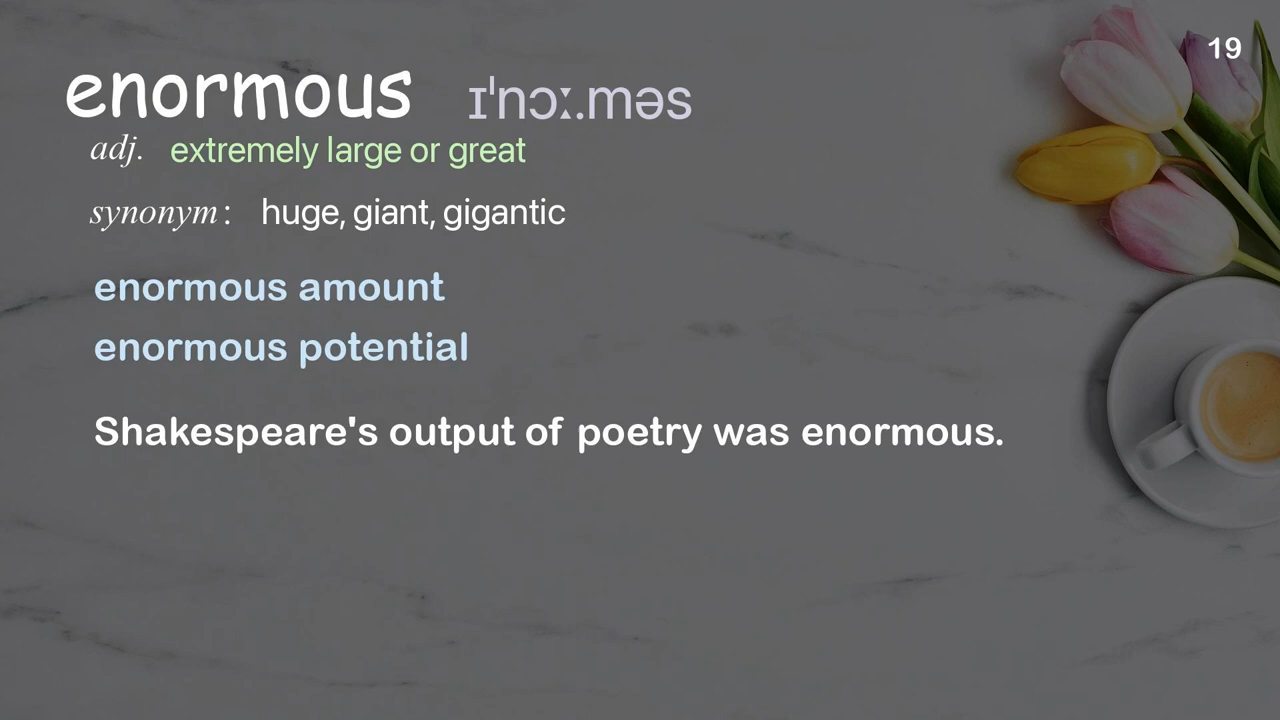 19
enormous ɪˈnɔː.məs
adj. extremely large or great
synonym: huge, giant, gigantic
enormous amount
enormous potential
Shakespeare's output of poetry was enormous.